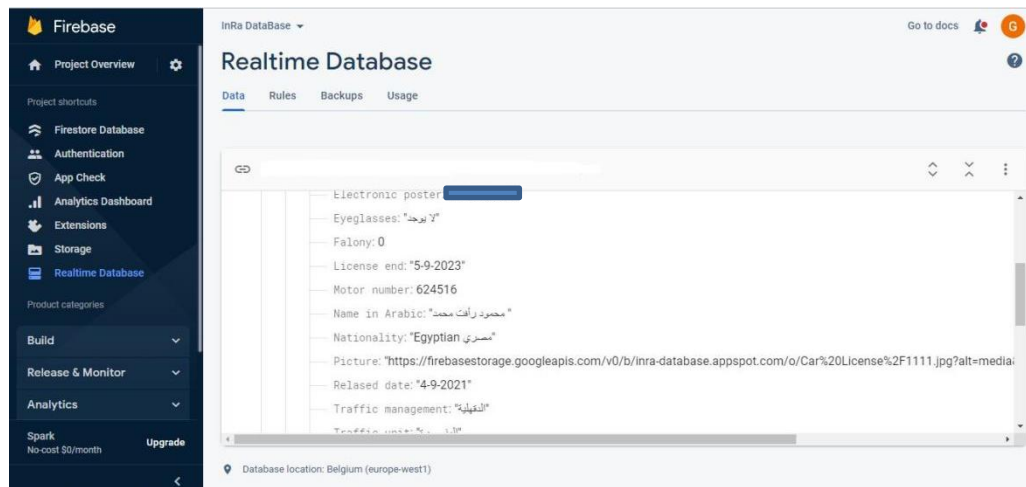 Firebase
InRa DataBase
Go to docs
G
Project Overview
Realtime Database
?
Data Rules Backups Usage
Project shortcuts
Firestore Database
Authentication
App Check
Analytics Dashboard
Extensions
Storage
Realtime Database
Product categories
Build
Release & Monitor
Analytics
Spark
No-cost $0/month
Upgrade
Electronic poster:
Eyeglasses: "لا يوجد"
Falony: 0
License end: "5-9-2023"
Motor number: 624516
Name in Arabic: "محمود رأفت محمد "
Nationality: "Egyptian مصري"
Picture: "https://firebasestorage.googleapis.com/v0/b/inra-database.appspot.com/o/Car%20License%2F1111.jpg?alt=media
Relased date: "4-9-2021"
Traffic management: "الدقهلية"
Traffic unit:
Database location: Belgium (europe-west1)